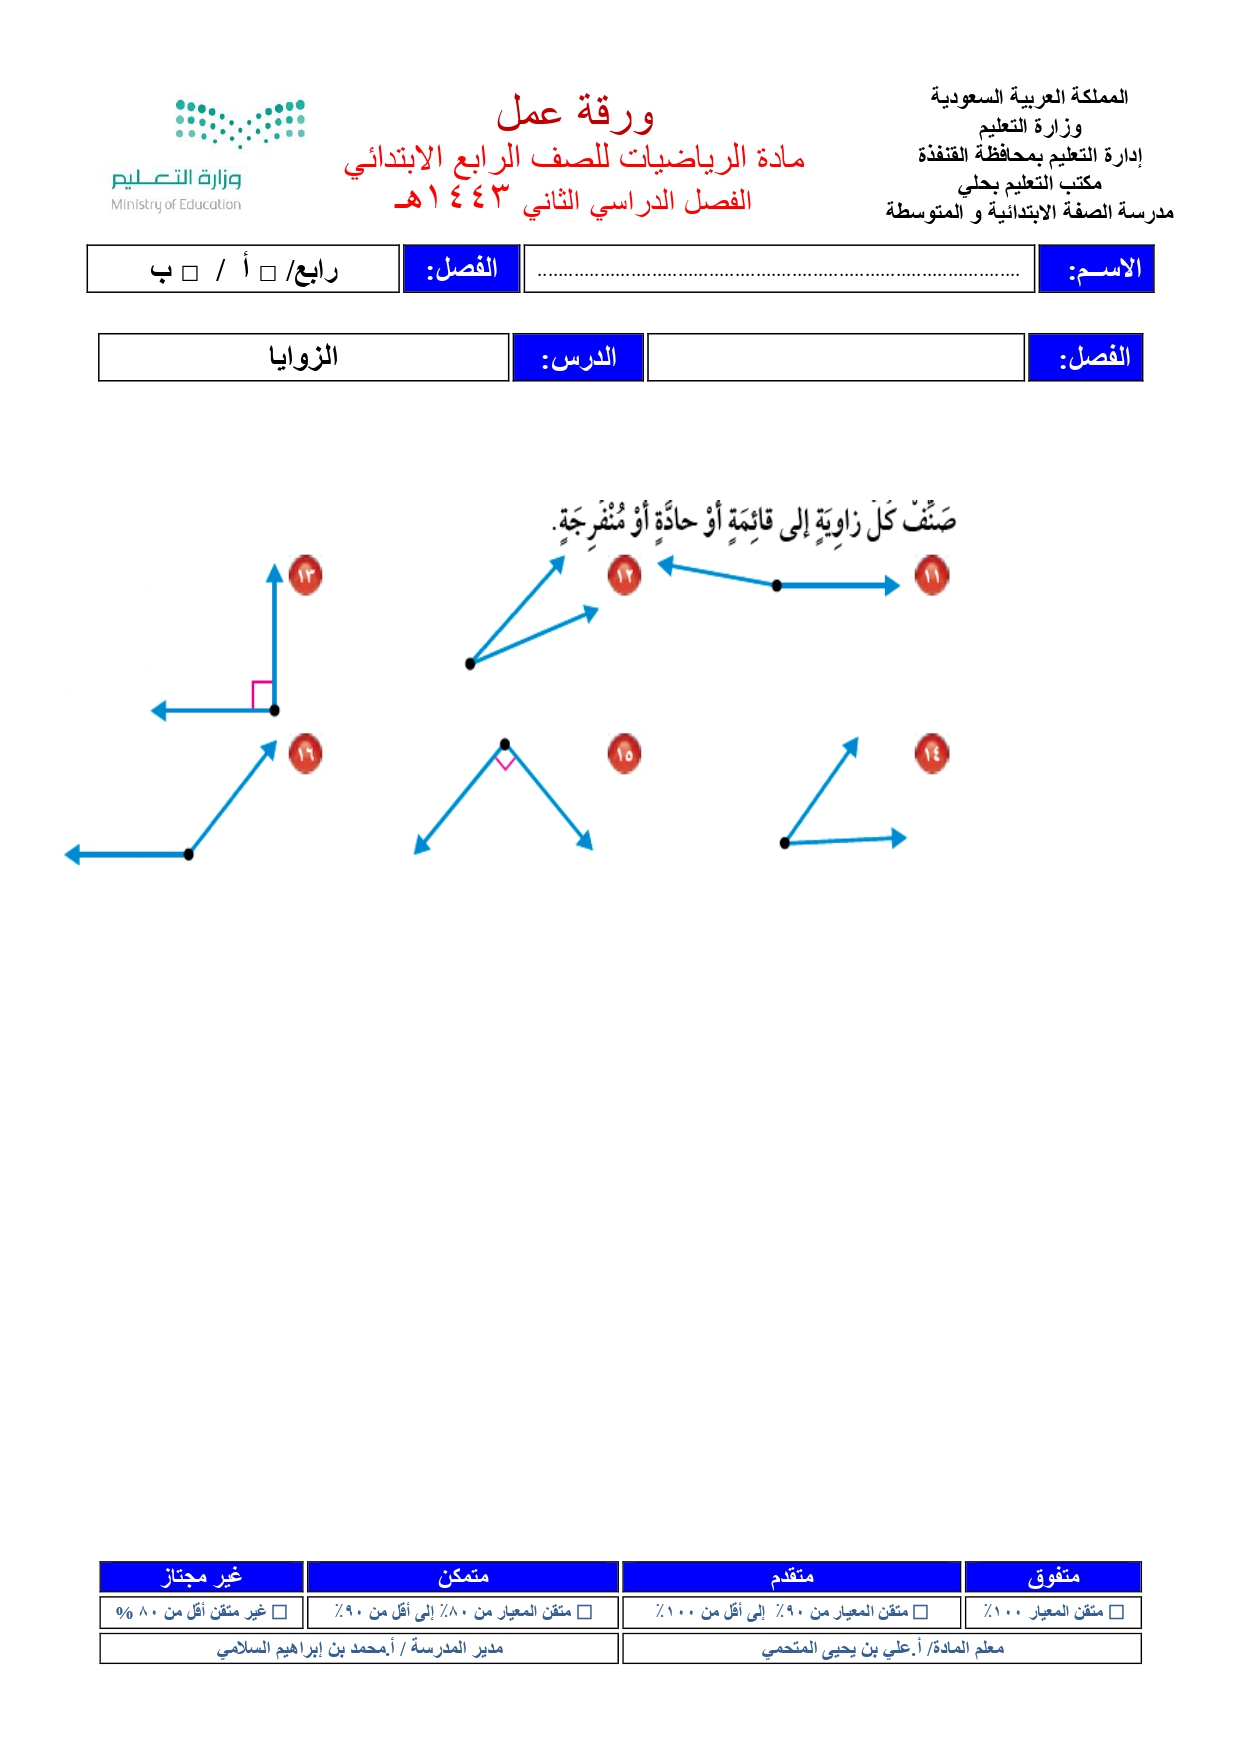 المملكة العربية السعودية
وزارة التعليم
إدارة التعليم بمحافظة القنفذة
مكتب التعليم بحلي
مدرسة الصفة الابتدائية و المتوسطة
ورقة عمل
مادة الرياضيات للصف الرابع الابتدائي
الفصل الدراسي الثاني ١٤٤٣هـ
وزارة التعـليم
Ministry of Education
الاســم: ............................................................ الفصل: رابع/ □ أ / □ ب
الفصل: الدرس: الزوايا
صَنِّفْ كُلَّ زاوِيَةٍ إلى قائِمَةٍ أَوْ حادَّةٍ أَوْ مُنْفَرِجَةٍ.
١١ ١٢ ١٣
١٤ ١٥ ١٦
متفوق متقدم متمكن غير مجتاز
□ متقن المعيار ١٠٠٪ □ متقن المعيار من ٩٠٪ إلى أقل من ١٠٠٪ □ متقن المعيار من ٨٠٪ إلى أقل من ٩٠٪ □ غير متقن أقل من ٨٠ %
معلم المادة/ أ.علي بن يحيى المتحمي مدير المدرسة / أ.محمد بن إبراهيم السلامي